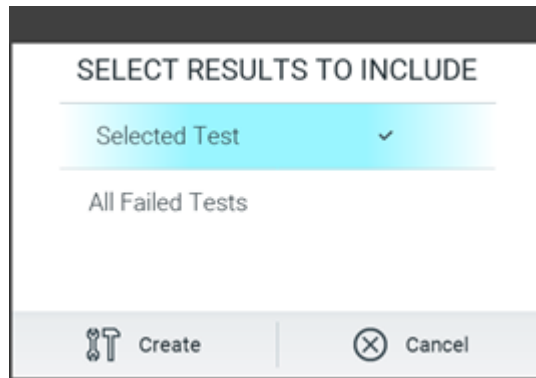 SELECT RESULTS TO INCLUDE
Selected Test
All Failed Tests
Create
Cancel